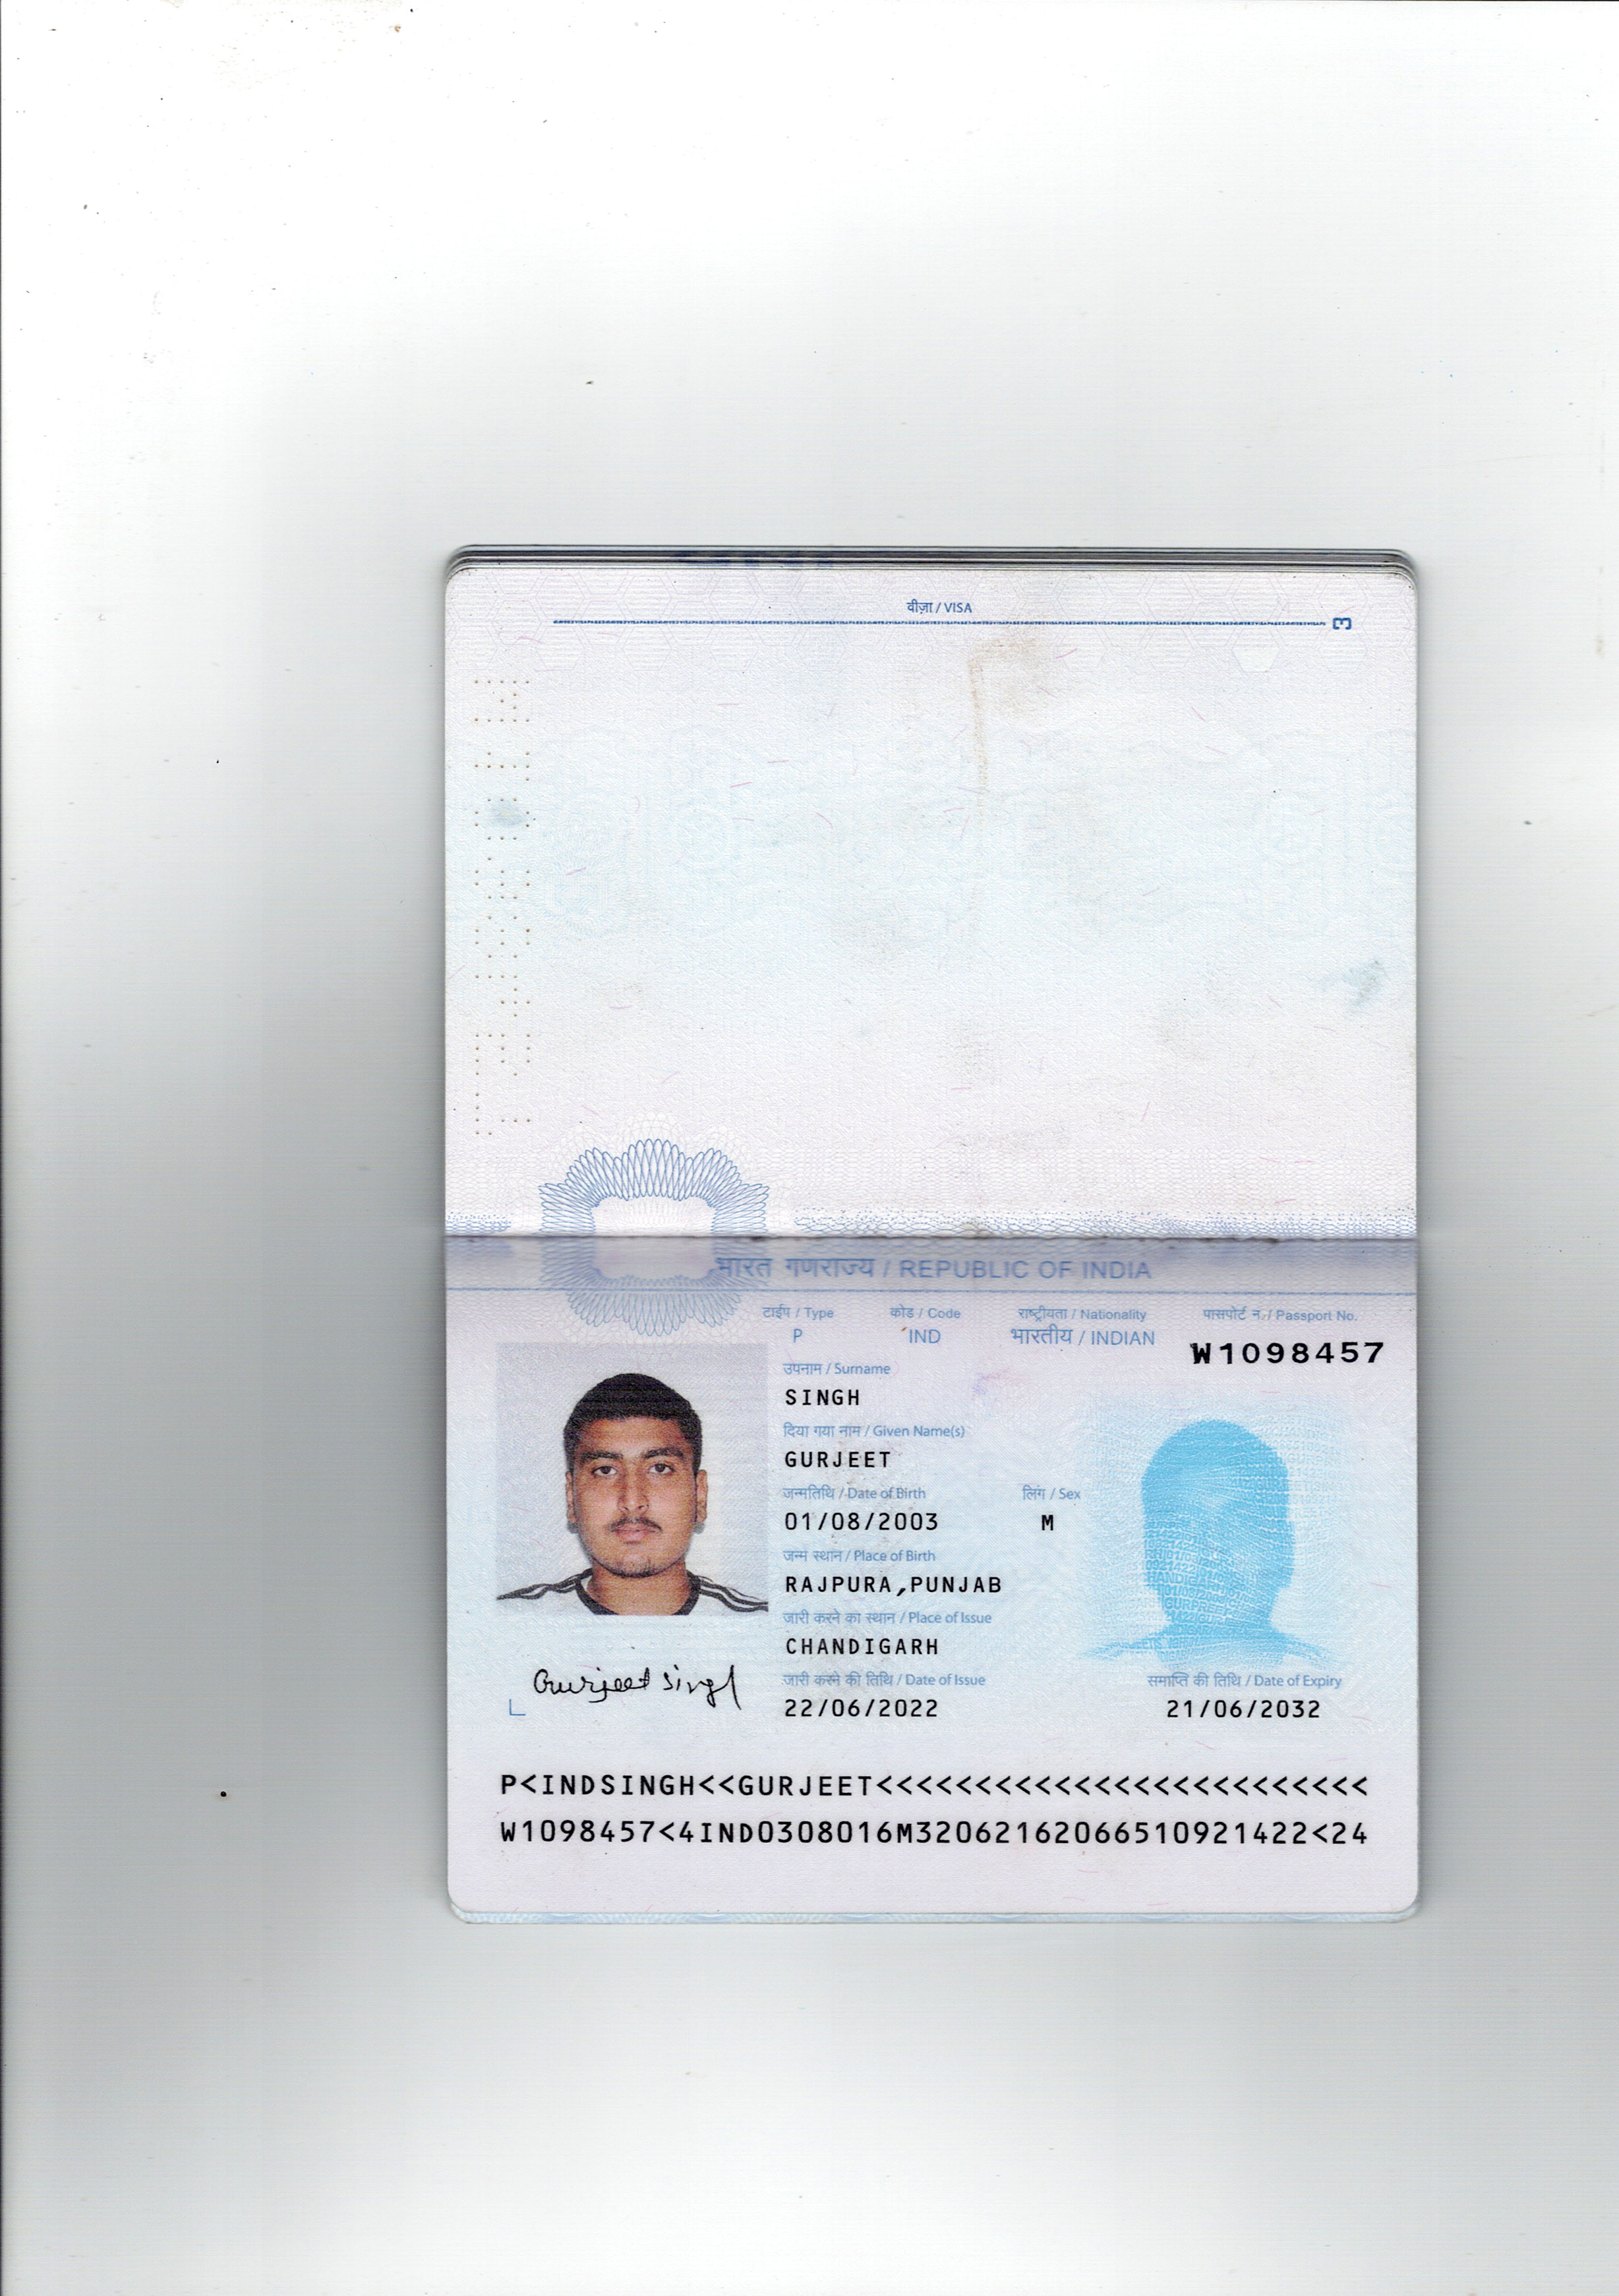 वीज़ा / VISA
3
भारत गणराज्य / REPUBLIC OF INDIA
टाईप / Type कोड / Code राष्ट्रीयता / Nationality पासपोर्ट न. / Passport No.
P IND भारतीय / INDIAN W1098457
उपनाम / Surname
SINGH
दिया गया नाम / Given Name(s)
GURJEET
जन्मतिथि / Date of Birth लिंग / Sex
01/08/2003 M
जन्म स्थान / Place of Birth
RAJPURA,PUNJAB
जारी करने का स्थान / Place of Issue
CHANDIGARH
Gurjeet Singh
जारी करने की तिथि / Date of Issue समाप्ति की तिथि / Date of Expiry
22/06/2022 21/06/2032
P<INDSINGH<<GURJEET<<<<<<<<<<<<<<<<<<<<<<<<<
W1098457<4IND0308016M32062162066510921422<24